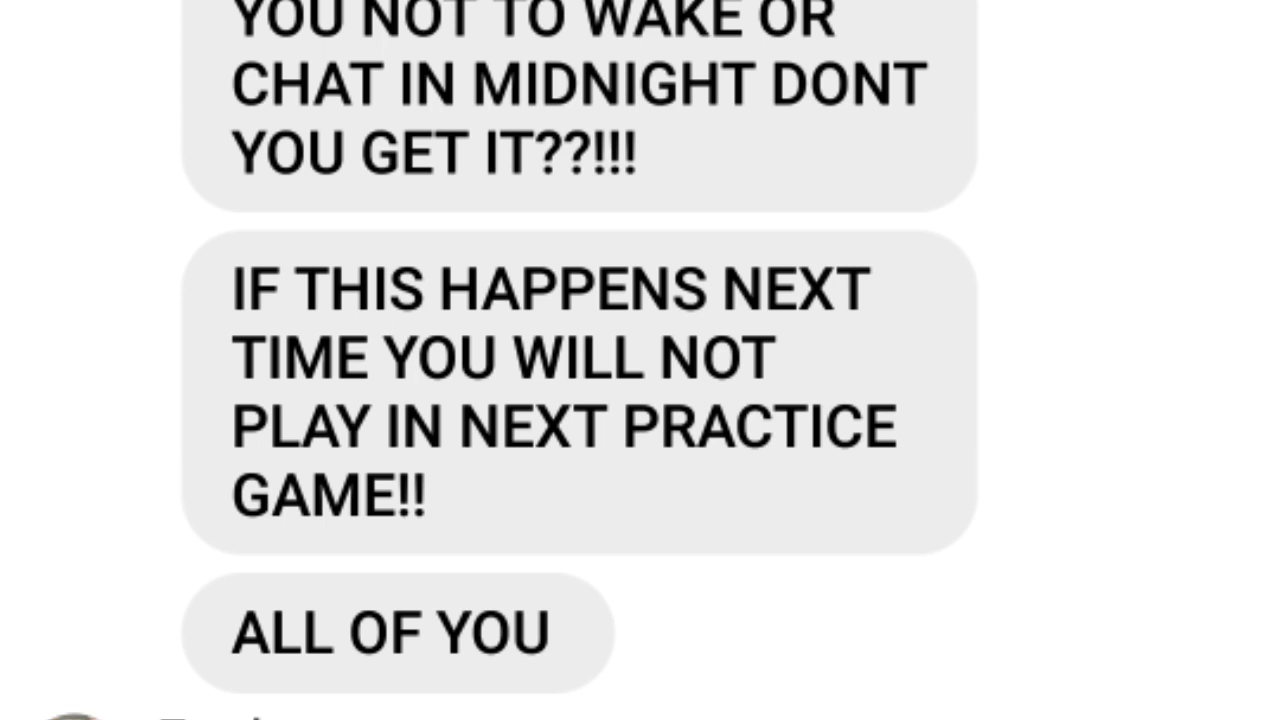 YOU NOT TO WAKE OR
CHAT IN MIDNIGHT DONT
YOU GET IT??!!!
IF THIS HAPPENS NEXT
TIME YOU WILL NOT
PLAY IN NEXT PRACTICE
GAME!!
ALL OF YOU